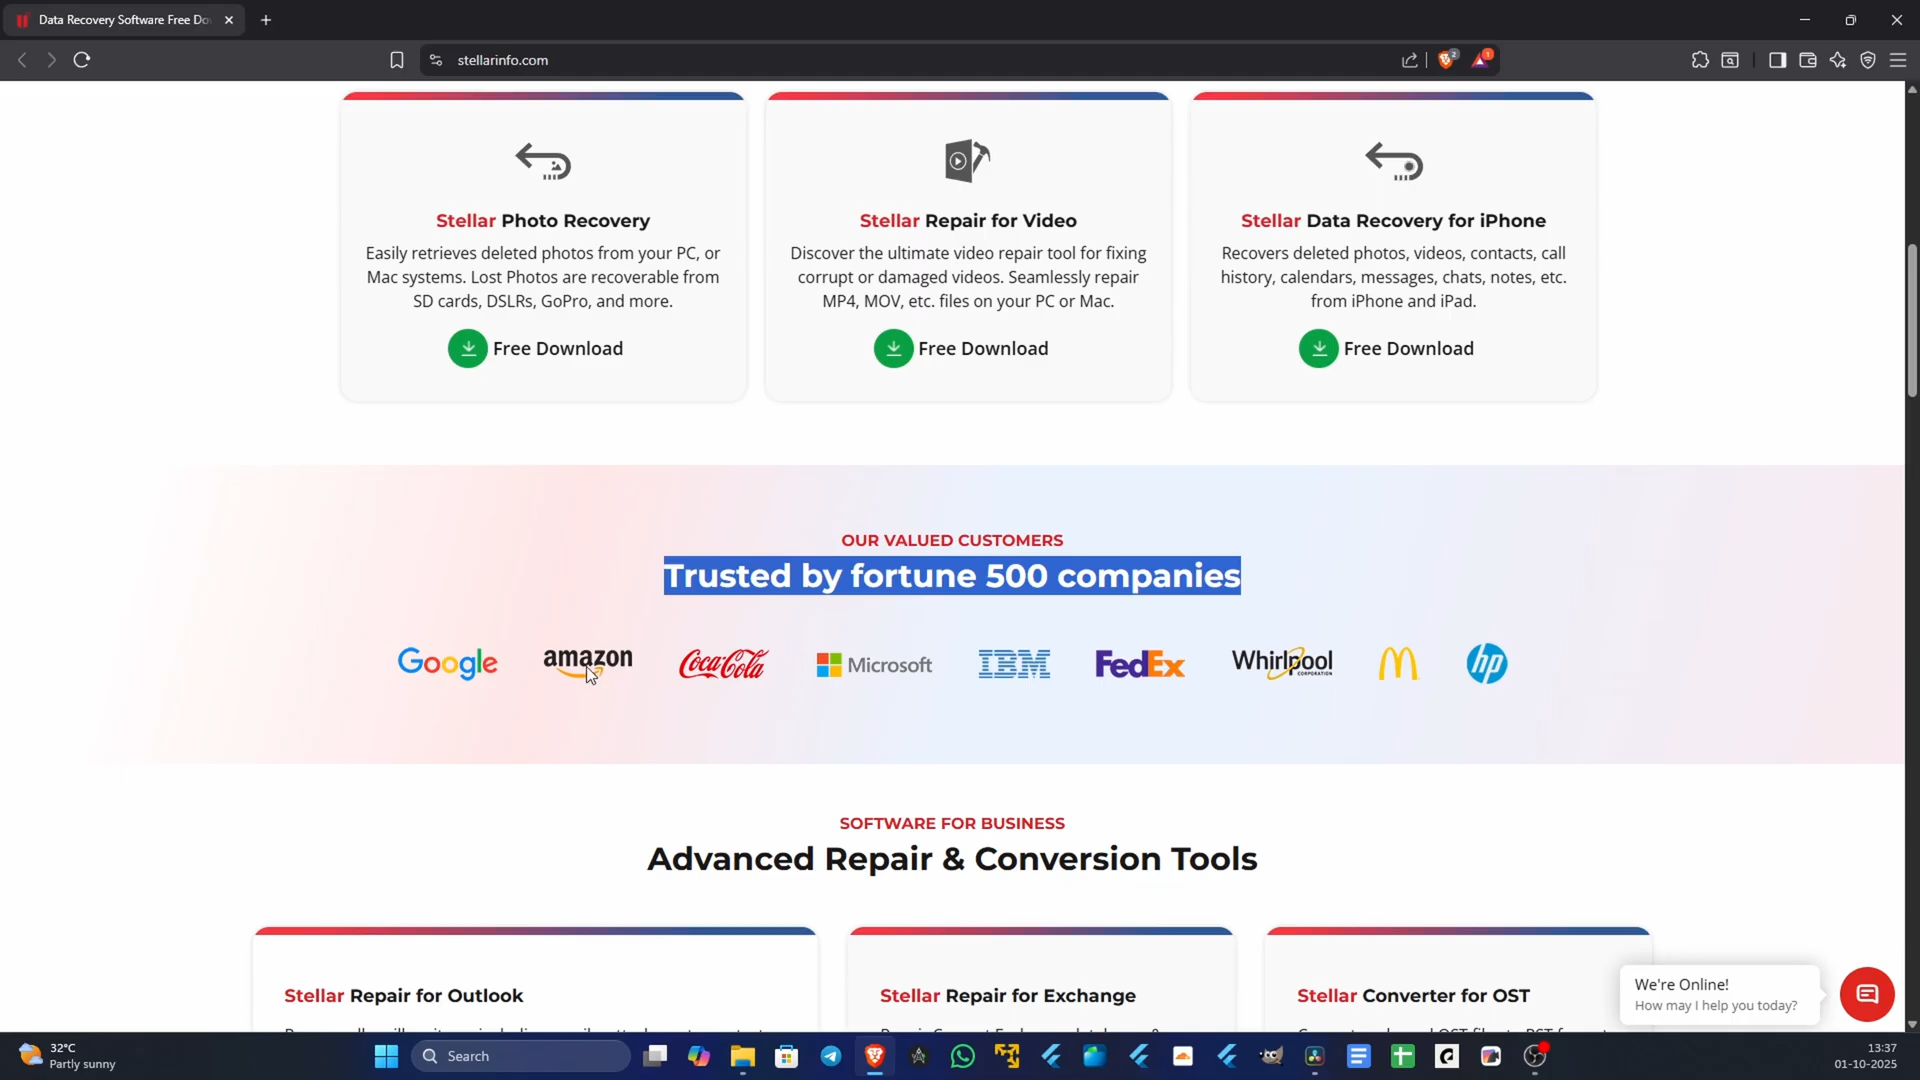 Data Recovery Software Free Do
stellarinfo.com
2
1
Stellar Photo Recovery
Easily retrieves deleted photos from your PC, or
Mac systems. Lost Photos are recoverable from
SD cards, DSLRs, GoPro, and more.
Free Download
Stellar Repair for Video
Discover the ultimate video repair tool for fixing
corrupt or damaged videos. Seamlessly repair
MP4, MOV, etc. files on your PC or Mac.
Free Download
Stellar Data Recovery for iPhone
Recovers deleted photos, videos, contacts, call
history, calendars, messages, chats, notes, etc.
from iPhone and iPad.
Free Download
OUR VALUED CUSTOMERS
Trusted by fortune 500 companies
Google amazon Coca-Cola Microsoft IBM FedEx Whirlpool CORPORATION hp
SOFTWARE FOR BUSINESS
Advanced Repair & Conversion Tools
Stellar Repair for Outlook
Stellar Repair for Exchange
Stellar Converter for OST
We're Online!
How may I help you today?
32°C
Partly sunny
Search
13:37
01-10-2025